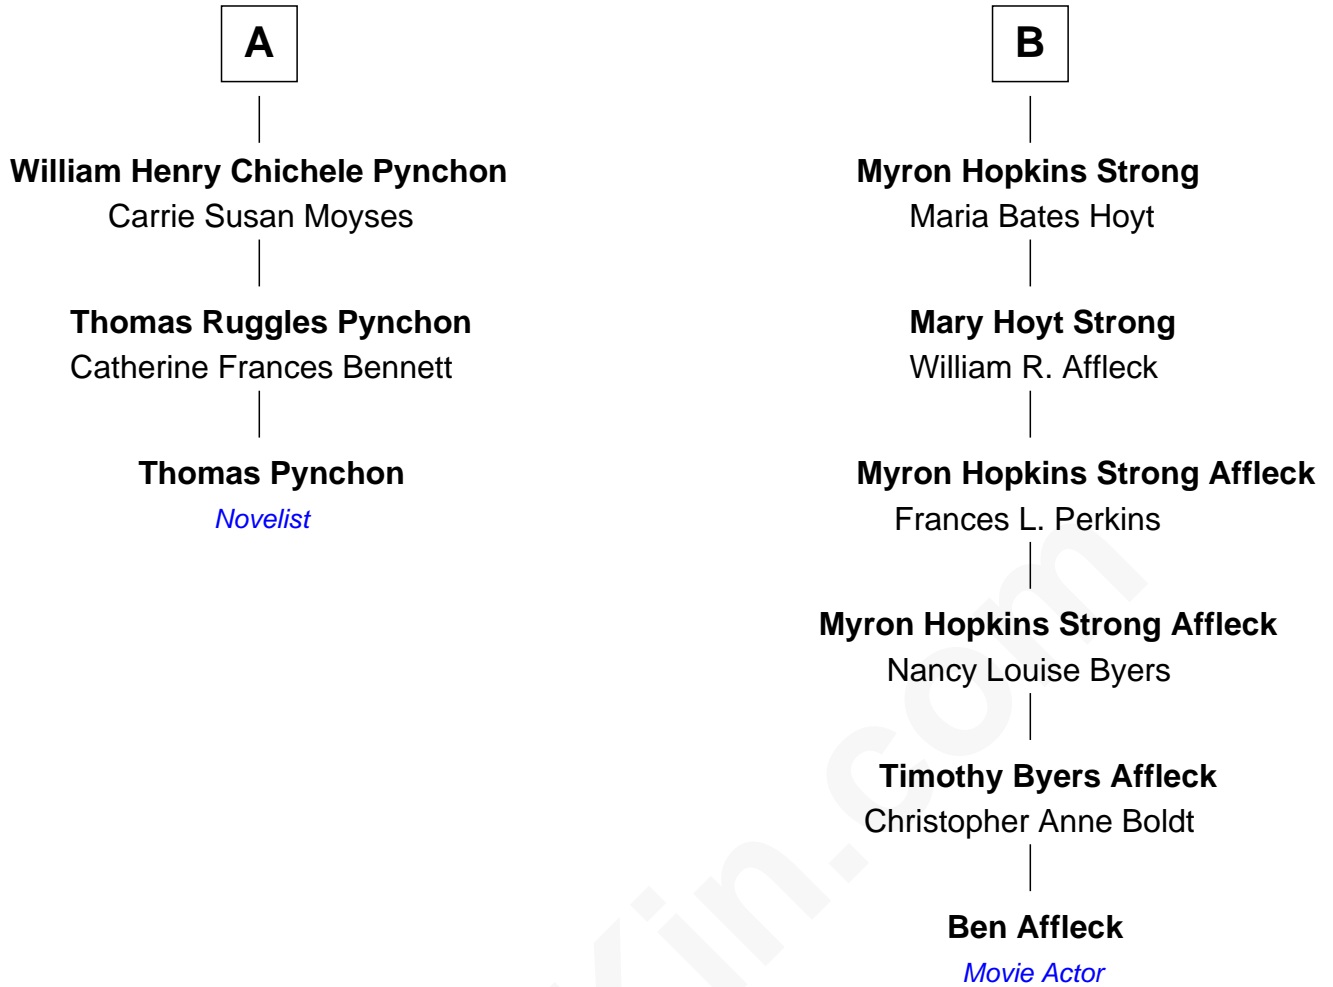 A
William Henry Chichele Pynchon
Carrie Susan Moyses
Thomas Ruggles Pynchon
Catherine Frances Bennett
Thomas Pynchon
Novelist
B
Myron Hopkins Strong
Maria Bates Hoyt
Mary Hoyt Strong
William R. Affleck
Myron Hopkins Strong Affleck
Frances L. Perkins
Myron Hopkins Strong Affleck
Nancy Louise Byers
Timothy Byers Affleck
Christopher Anne Boldt
Ben Affleck
Movie Actor
Kin.com